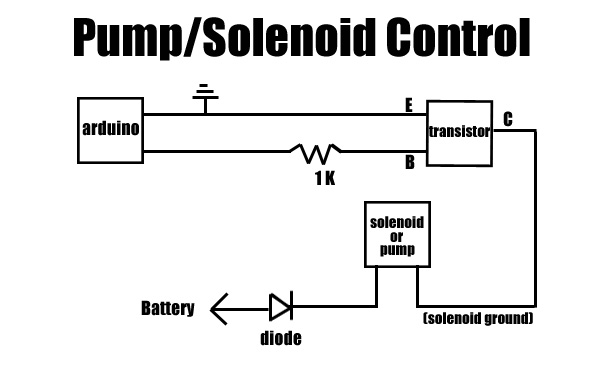 Pump/Solenoid Control
arduino
E
transistor
C
B
1 K
solenoid
or
pump
Battery
diode
(solenoid ground)